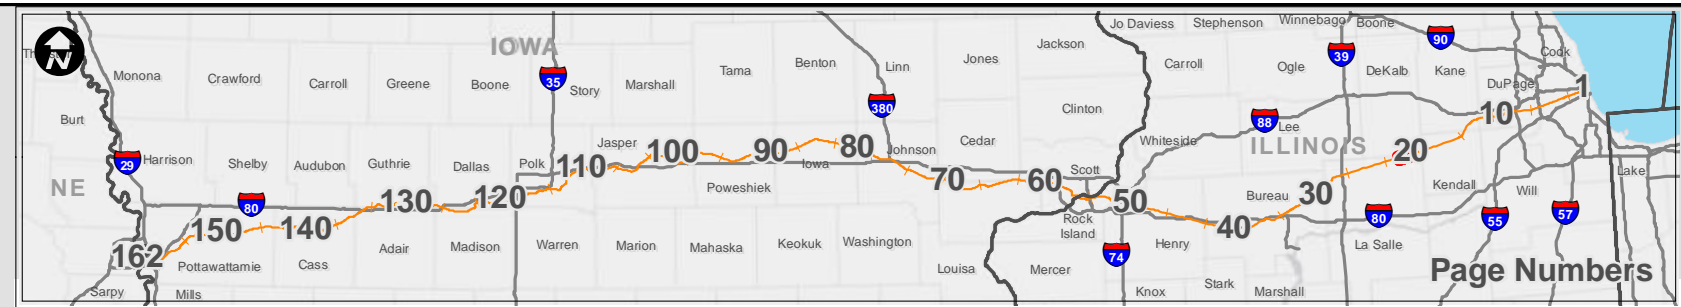 Jo Daviess Stephenson Winnebago Boone
N
IOWA
90
Cook
39
Jackson
Monona Crawford Carroll Greene Boone
35
Story Marshall Tama Benton Linn Jones
Carroll Ogle DeKalb Kane
DuPage
1
380
Burt
Clinton
88
Lee
10
Whiteside
ILLINOIS
Jasper
100 90 80
Johnson Cedar
20
29
Harrison Shelby Audubon Guthrie Dallas Polk
110
Iowa
Scott
Lake
NE
Poweshiek
70 60
Kendall Will
80
130 120
50
Bureau
30
150 140
Rock
Island
40
80
55
57
162
Adair Madison Warren Marion Mahaska Keokuk Washington
74
Henry
La Salle
Pottawattamie Cass
Louisa Mercer
Page Numbers
Sarpy Mills
Knox Stark Marshall